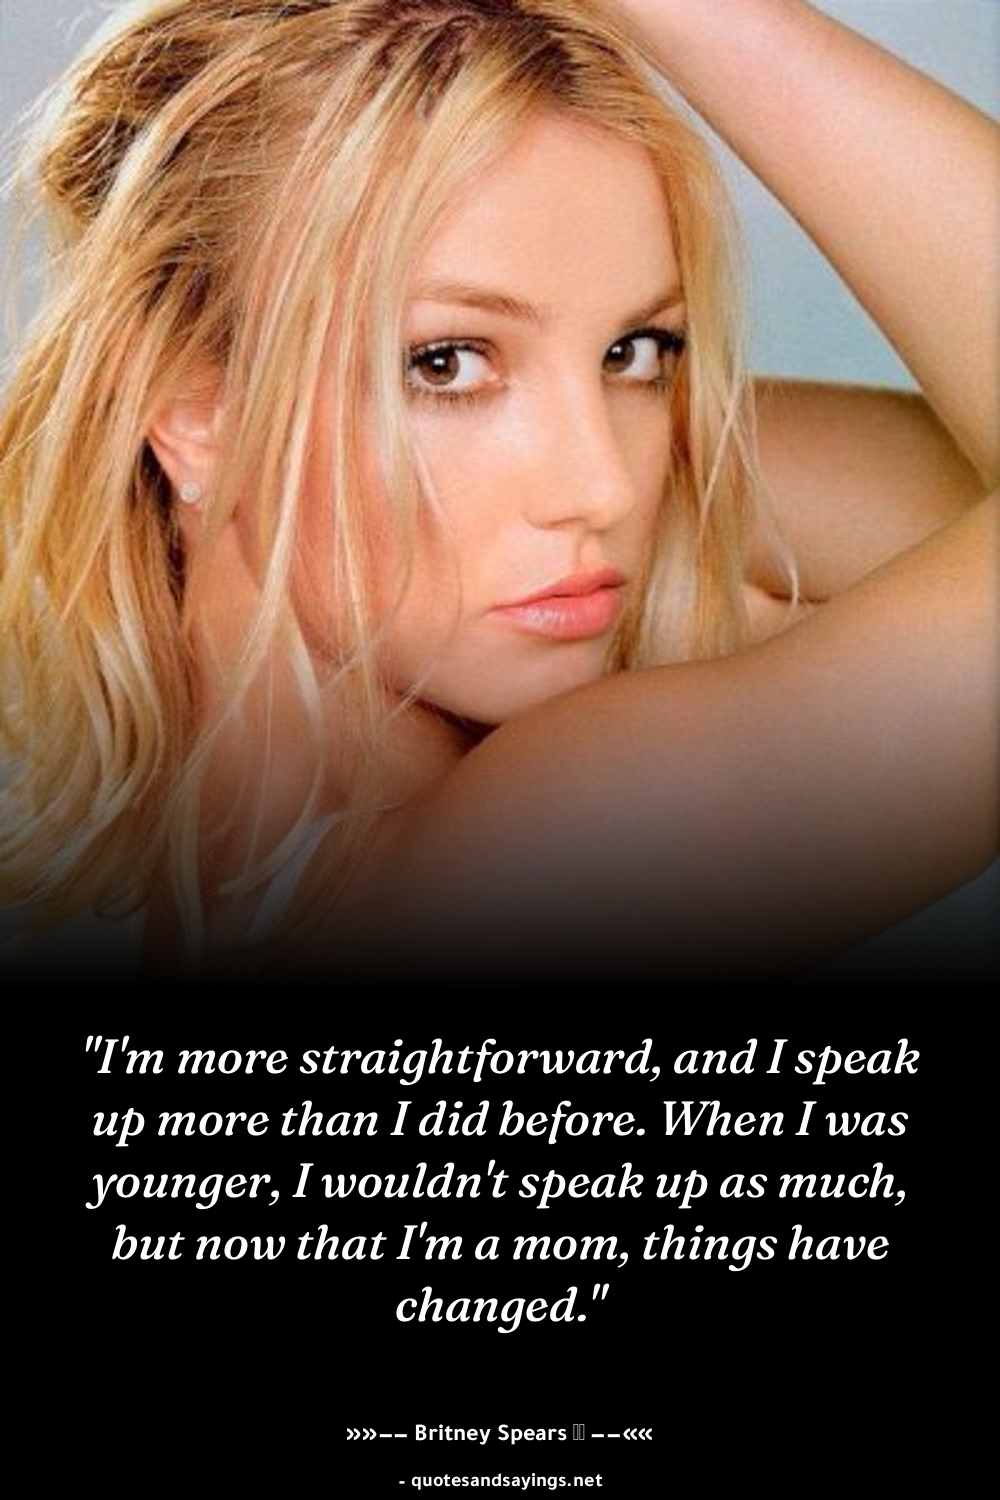 "I'm more straightforward, and I speak
up more than I did before. When I was
younger, I wouldn't speak up as much,
but now that I'm a mom, things have
changed."
»»-- Britney Spears --««
- quotesandsayings.net